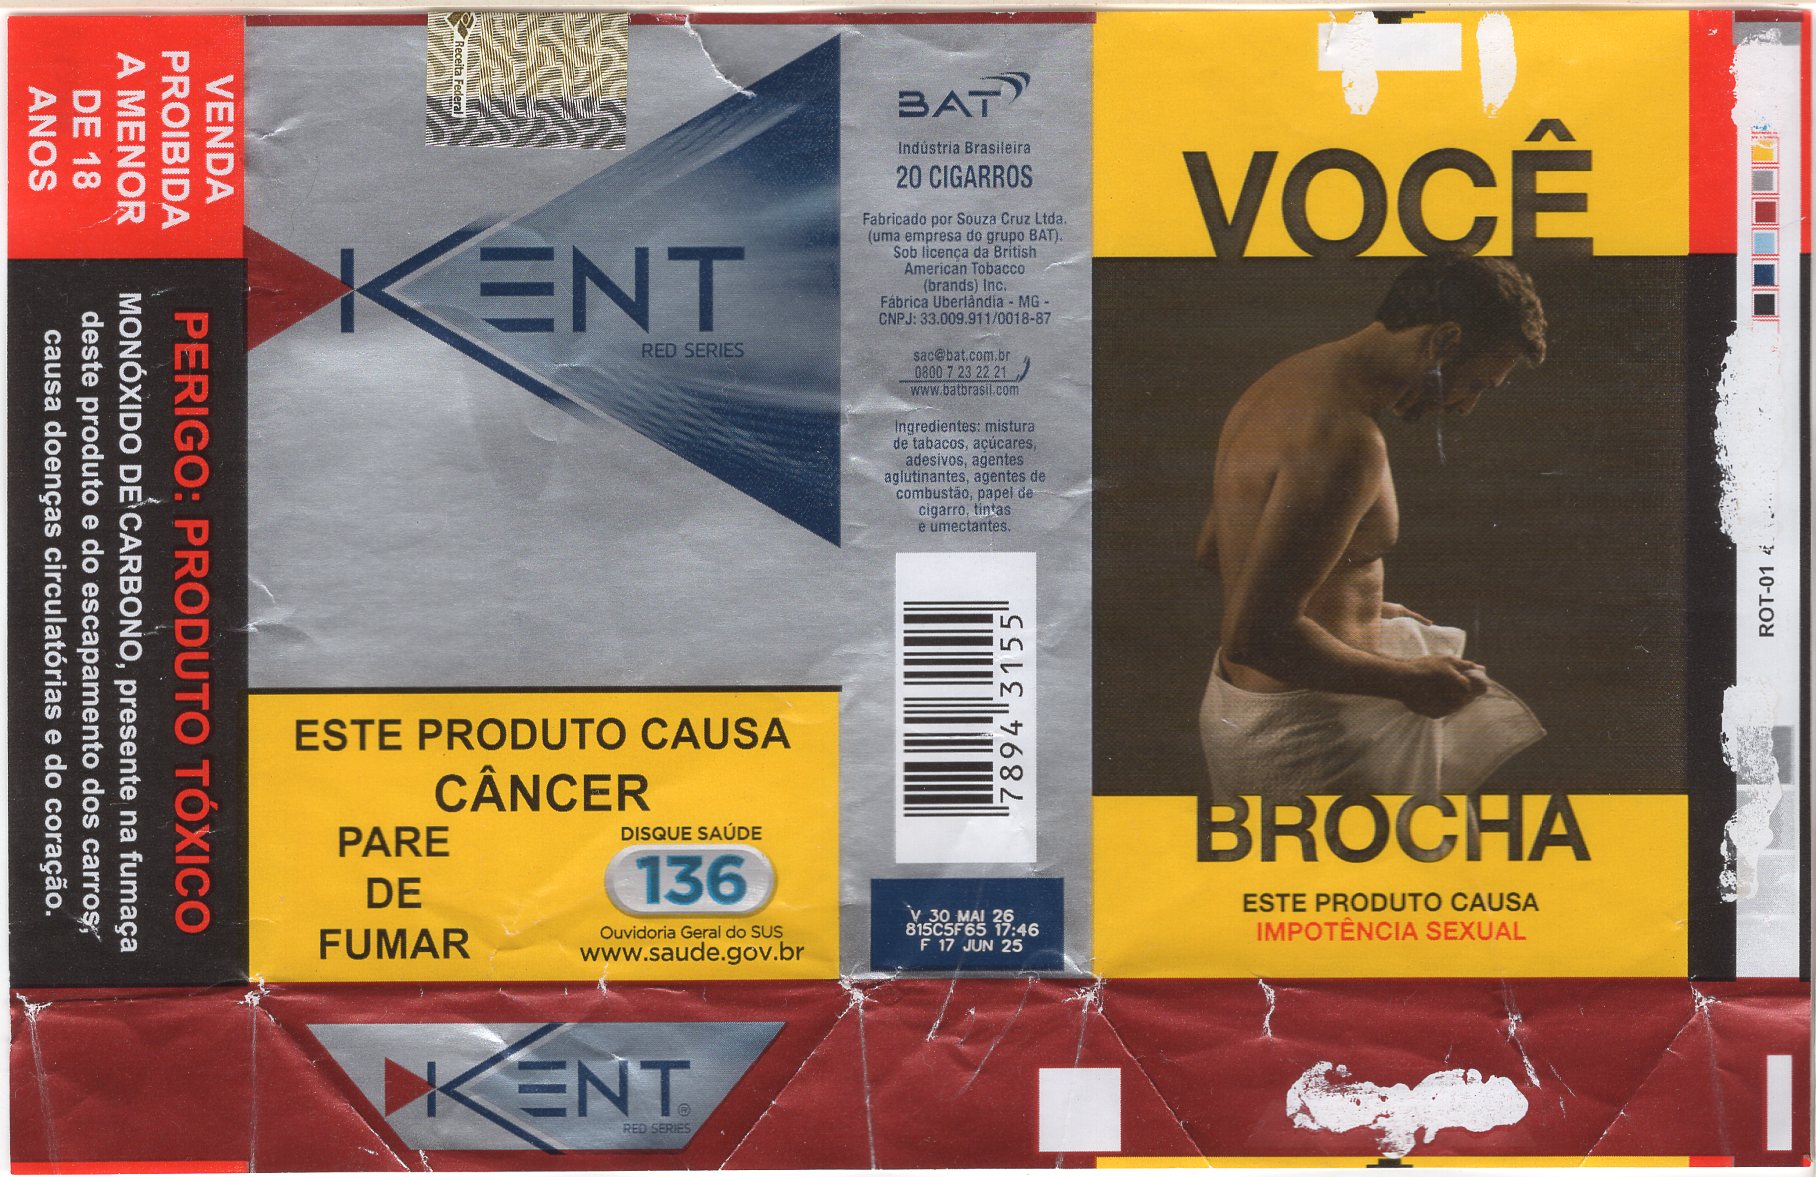 VENDA
PROIBIDA
A MENOR
DE 18
ANOS
PERIGO: PRODUTO TÓXICO
MONÓXIDO DE CARBONO, presente na fumaça
deste produto e do escapamento dos carros,
causa doenças circulatórias e do coração.
Receita Federal
KENT
RED SERIES
ESTE PRODUTO CAUSA
CÂNCER
PARE
DE
FUMAR
DISQUE SAÚDE
136
Ouvidoria Geral do SUS
www.saude.gov.br
KENT®
RED SERIES
BAT
Indústria Brasileira
20 CIGARROS
Fabricado por Souza Cruz Ltda.
(uma empresa do grupo BAT).
Sob licença da British
American Tobacco
(brands) Inc.
Fábrica Uberlândia - MG -
CNPJ: 33.009.911/0018-87
sac@bat.com.br
0800 7 23 22 21
www.batbrasil.com
Ingredientes: mistura
de tabacos, açúcares,
adesivos, agentes
aglutinantes, agentes de
combustão, papel de
cigarro, tintas
e umectantes.
7894 3155
V 30 MAI 26
815C5F65 17:46
F 17 JUN 25
VOCÊ
BROCHA
ESTE PRODUTO CAUSA
IMPOTÊNCIA SEXUAL
ROT-01